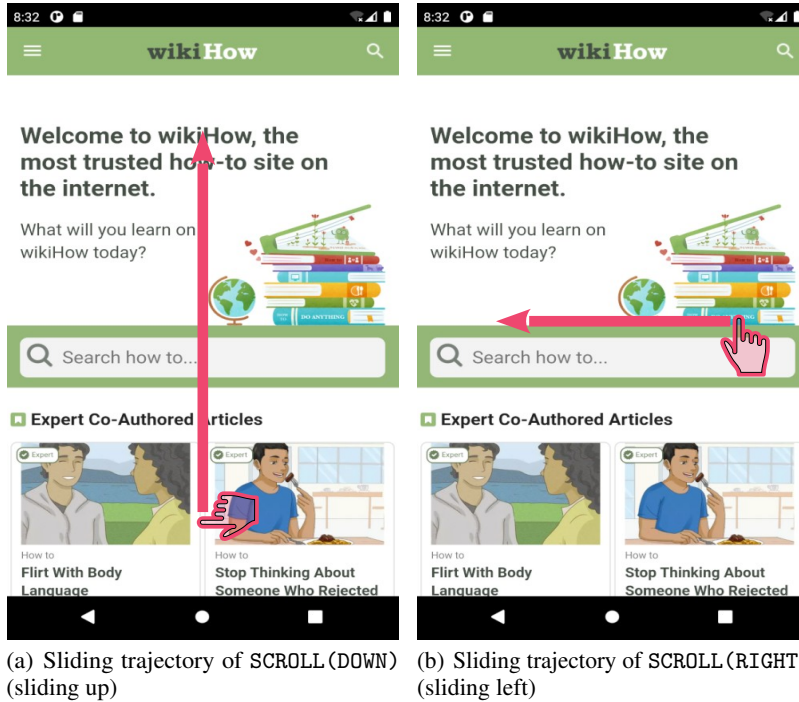 8:32
wikiHow
Welcome to wikiHow, the
most trusted how-to site on
the internet.
What will you learn on
wikiHow today?
DO ANYTHING
Search how to...
Expert Co-Authored Articles
Expert
Expert
How to
Flirt With Body
Language
How to
Stop Thinking About
Someone Who Rejected
(a) Sliding trajectory of SCROLL(DOWN)
(sliding up)
8:32
wikiHow
Welcome to wikiHow, the
most trusted how-to site on
the internet.
What will you learn on
wikiHow today?
Search how to...
Expert Co-Authored Articles
Expert
Expert
How to
Flirt With Body
Language
How to
Stop Thinking About
Someone Who Rejected
(b) Sliding trajectory of SCROLL(RIGHT
(sliding left)